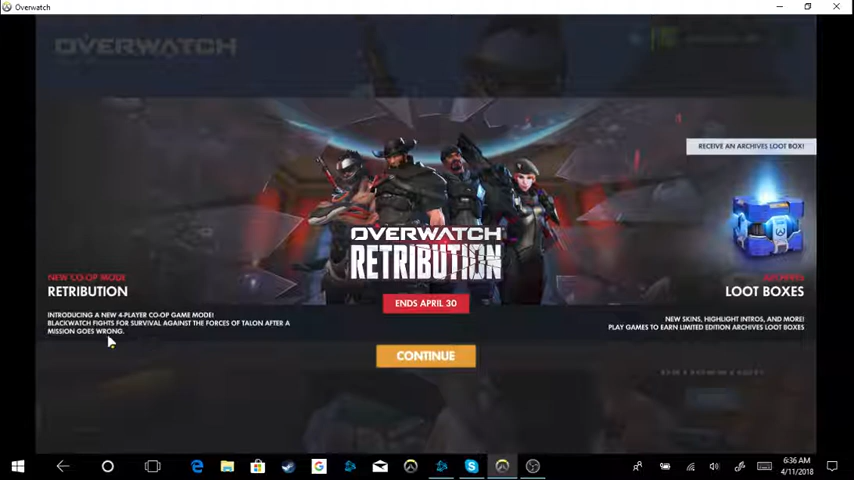 Overwatch
OVERWATCH
RECEIVE AN ARCHIVES LOOT BOX!
OVERWATCH
RETRIBUTION
ENDS APRIL 30
NEW CO-OP MODE
RETRIBUTION
INTRODUCING A NEW 4-PLAYER CO-OP GAME MODE!
BLACKWATCH FIGHTS FOR SURVIVAL AGAINST THE FORCES OF TALON AFTER A
MISSION GOES WRONG.
ARCHIVES
LOOT BOXES
NEW SKINS, HIGHLIGHT INTROS, AND MORE!
PLAY GAMES TO EARN LIMITED EDITION ARCHIVES LOOT BOXES
CONTINUE
6:36 AM
4/11/2018